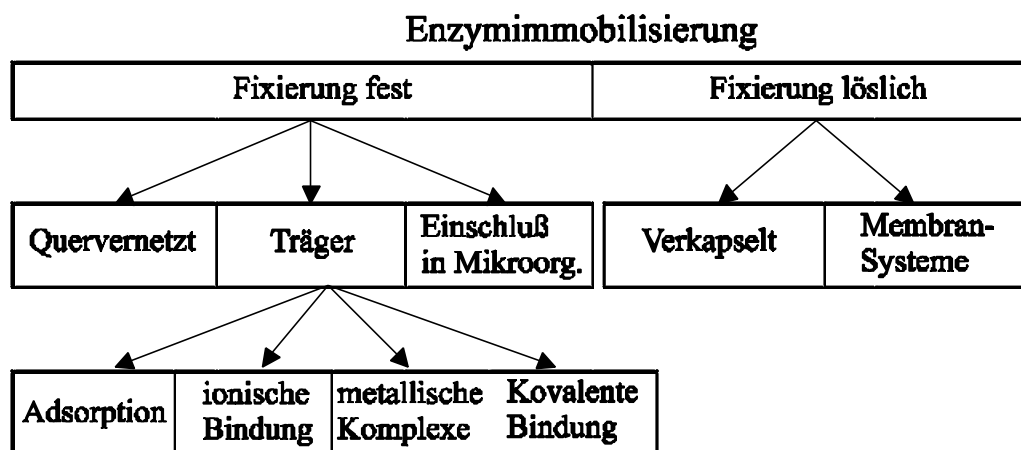 Enzymimmobilisierung
Fixierung fest
Fixierung löslich
Quervernetzt
Träger
Einschluß
in Mikroorg.
Verkapselt
Membran-
Systeme
Adsorption
ionische
Bindung
metallische
Komplexe
Kovalente
Bindung